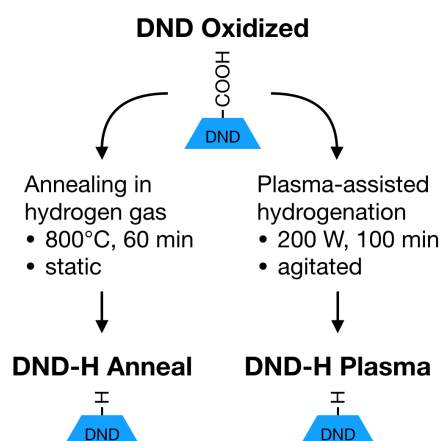 DND Oxidized
COOH
DND
Annealing in
hydrogen gas
• 800°C, 60 min
• static
Plasma-assisted
hydrogenation
• 200 W, 100 min
• agitated
DND-H Anneal
H
DND
DND-H Plasma
H
DND